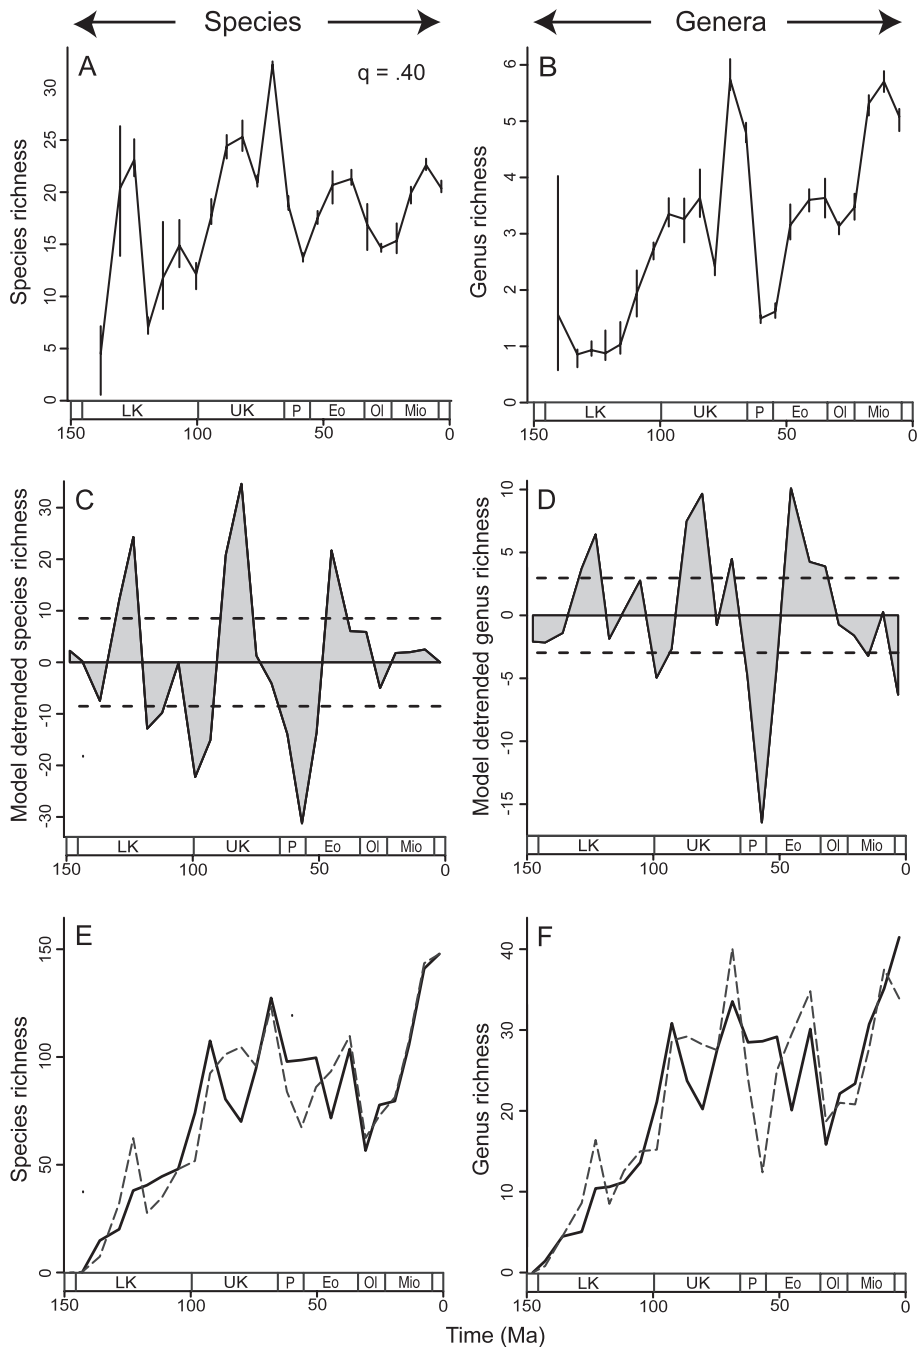 Species
Genera
A
q = .40
Species richness
0 5 10 15 20 25 30
LK UK P Eo Ol Mio
150 100 50 0
B
Genus richness
0 1 2 3 4 5 6
LK UK P Eo Ol Mio
150 100 50 0
C
Model detrended species richness
-30 -20 -10 0 10 20 30
LK UK P Eo Ol Mio
150 100 50 0
D
Model detrended genus richness
-15 -10 -5 0 5 10
LK UK P Eo Ol Mio
150 100 50 0
E
Species richness
0 50 100 150
LK UK P Eo Ol Mio
150 100 50 0
F
Genus richness
0 10 20 30 40
LK UK P Eo Ol Mio
150 100 50 0
Time (Ma)